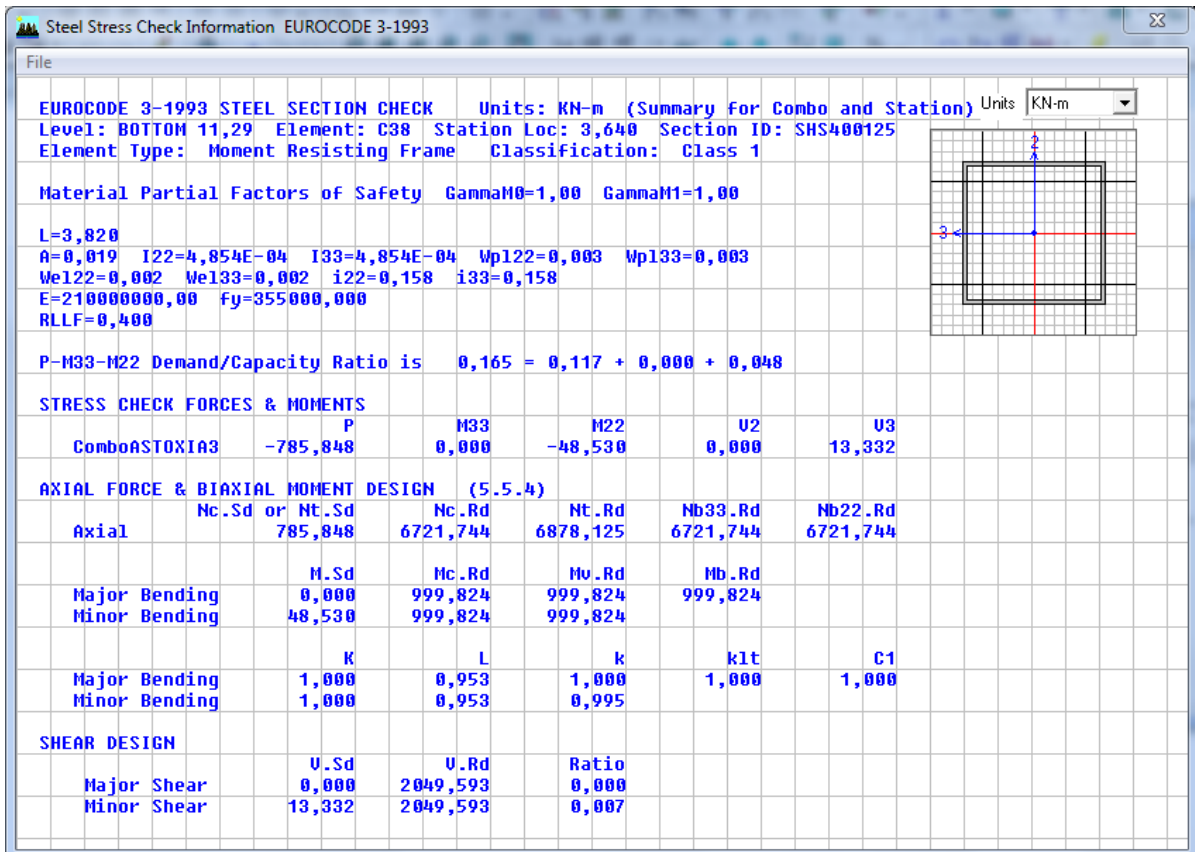 Steel Stress Check Information EUROCODE 3-1993
File
EUROCODE 3-1993 STEEL SECTION CHECK Units: KN-m (Summary for Combo and Station) Units KN-m
Level: BOTTOM 11,29 Element: C38 Station Loc: 3,640 Section ID: SHS400125
Element Type: Moment Resisting Frame Classification: Class 1
2
3
Material Partial Factors of Safety GammaM0=1,00 GammaM1=1,00
L=3,820
A=0,019 I22=4,854E-04 I33=4,854E-04 Wpl22=0,003 Wpl33=0,003
Wel22=0,002 Wel33=0,002 i22=0,158 i33=0,158
E=210000000,00 fy=355000,000
RLLF=0,400
P-M33-M22 Demand/Capacity Ratio is 0,165 = 0,117 + 0,000 + 0,048
STRESS CHECK FORCES & MOMENTS
P M33 M22 V2 V3
ComboASTOXIA3 -785,848 0,000 -48,530 0,000 13,332
AXIAL FORCE & BIAXIAL MOMENT DESIGN (5.5.4)
Nc.Sd or Nt.Sd Nc.Rd Nt.Rd Nb33.Rd Nb22.Rd
Axial 785,848 6721,744 6878,125 6721,744 6721,744
M.Sd Mc.Rd Mv.Rd Mb.Rd
Major Bending 0,000 999,824 999,824 999,824
Minor Bending 48,530 999,824 999,824
K L k klt C1
Major Bending 1,000 0,953 1,000 1,000 1,000
Minor Bending 1,000 0,953 0,995
SHEAR DESIGN
V.Sd V.Rd Ratio
Major Shear 0,000 2049,593 0,000
Minor Shear 13,332 2049,593 0,007